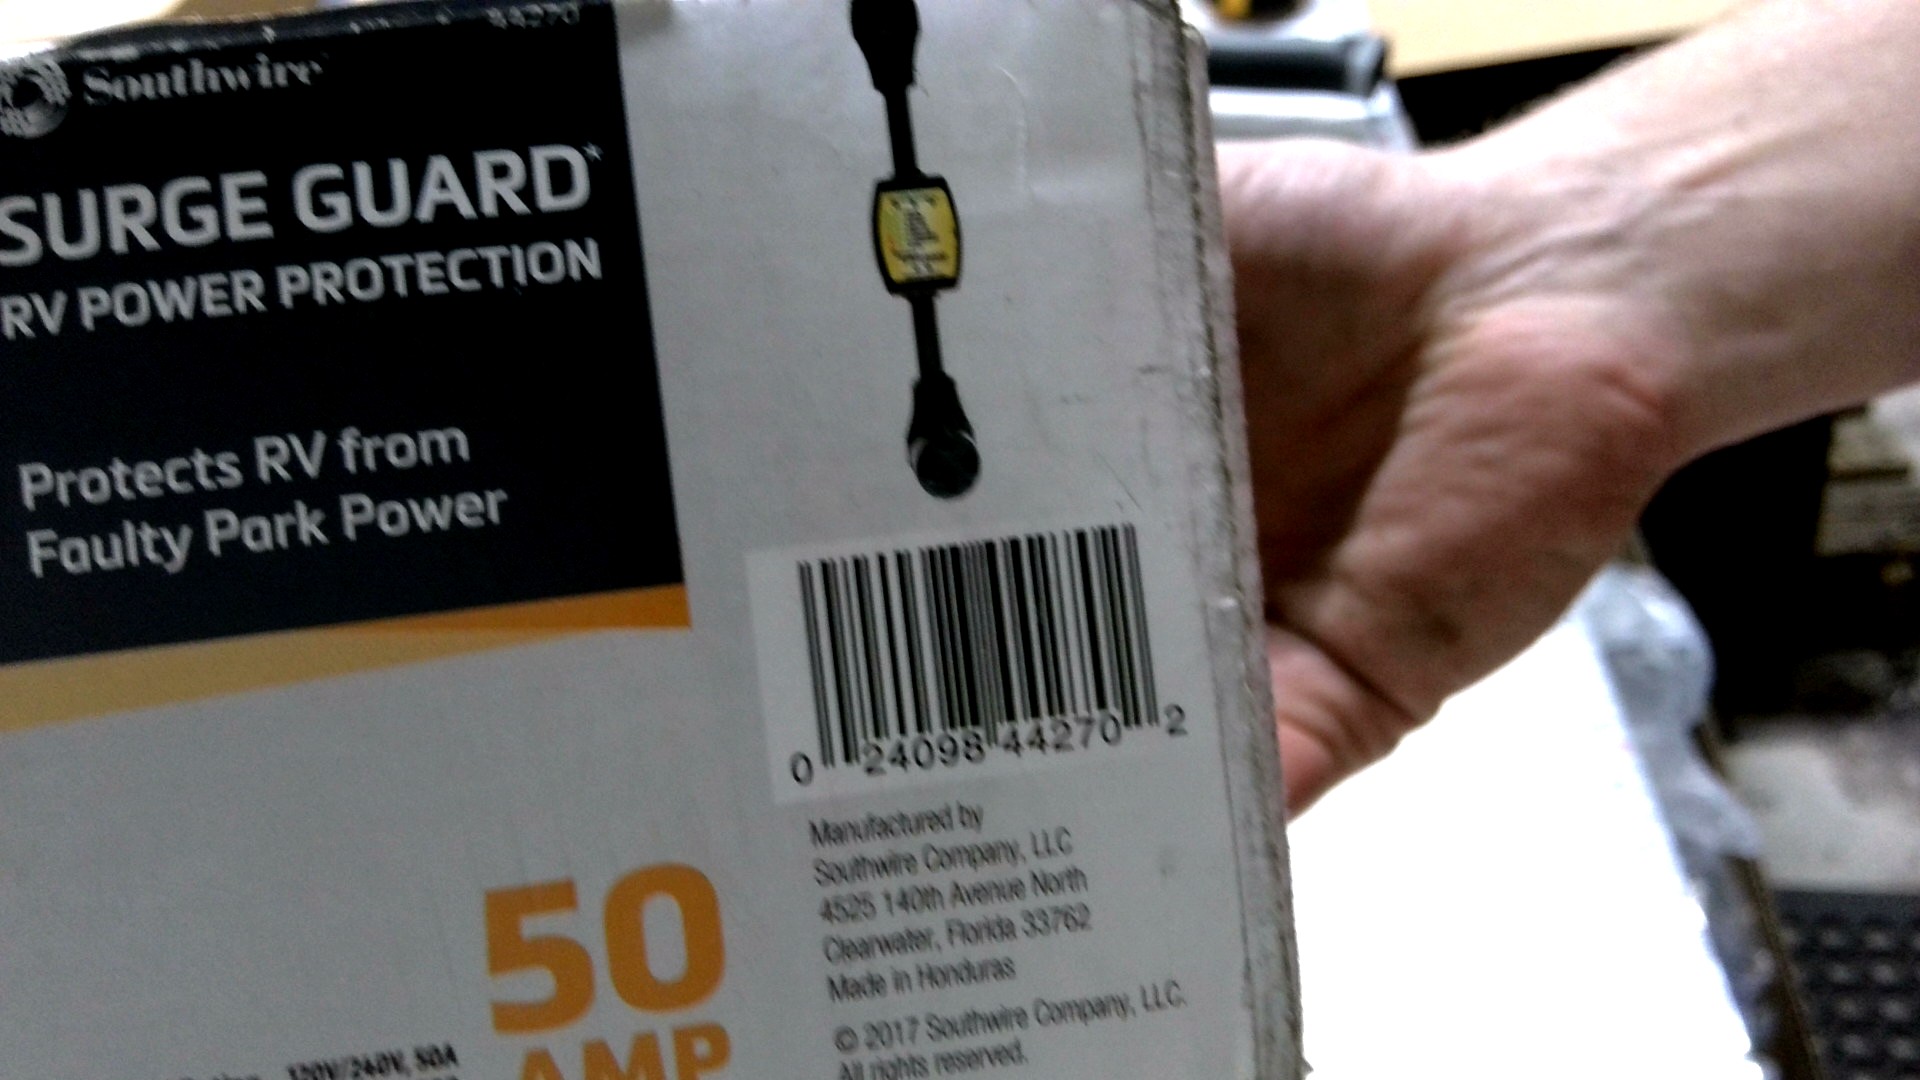 44270
Southwire
SURGE GUARD*
RV POWER PROTECTION
Protects RV from
Faulty Park Power
0 24098 44270 2
Manufactured by
Southwire Company, LLC
4525 140th Avenue North
Clearwater, Florida 33762
Made in Honduras
© 2017 Southwire Company, LLC.
All rights reserved.
50
AMP
120V/240V, 50A